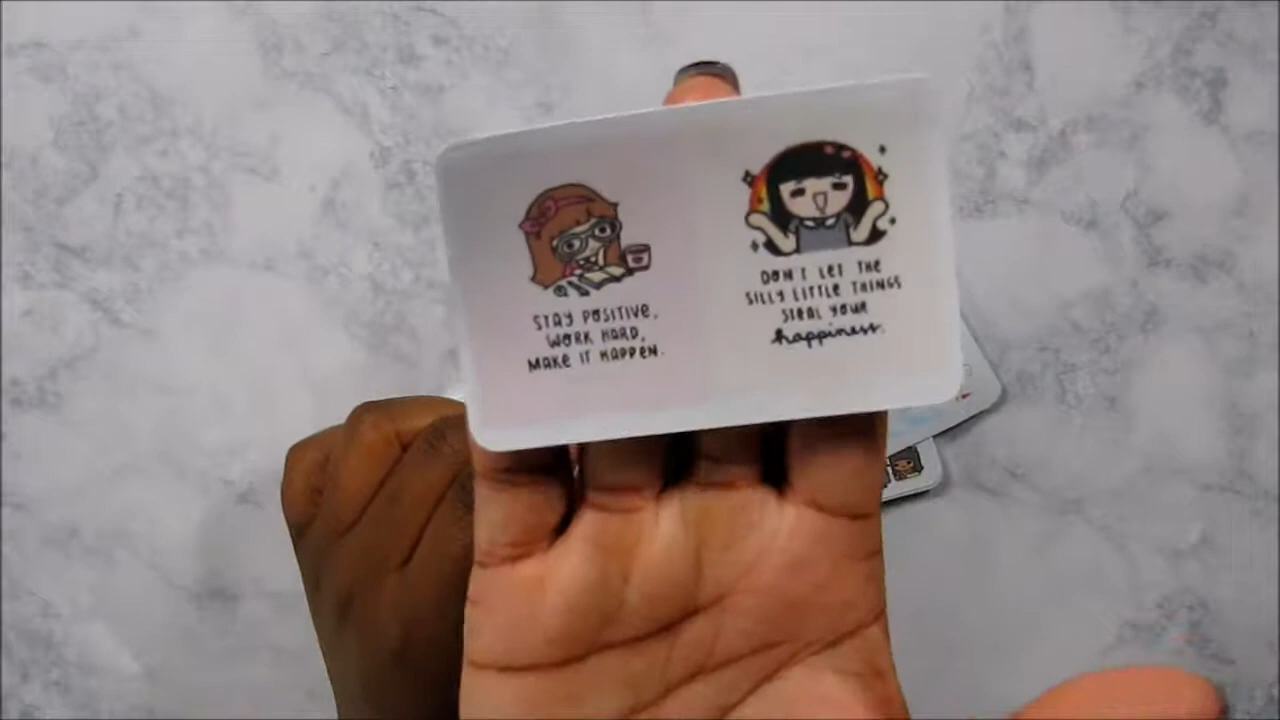 STAY POSITIVE,
WORK HARD,
MAKE IT HAPPEN.
DON'T LET THE
SILLY LITTLE THINGS
STEAL YOUR
happiness.